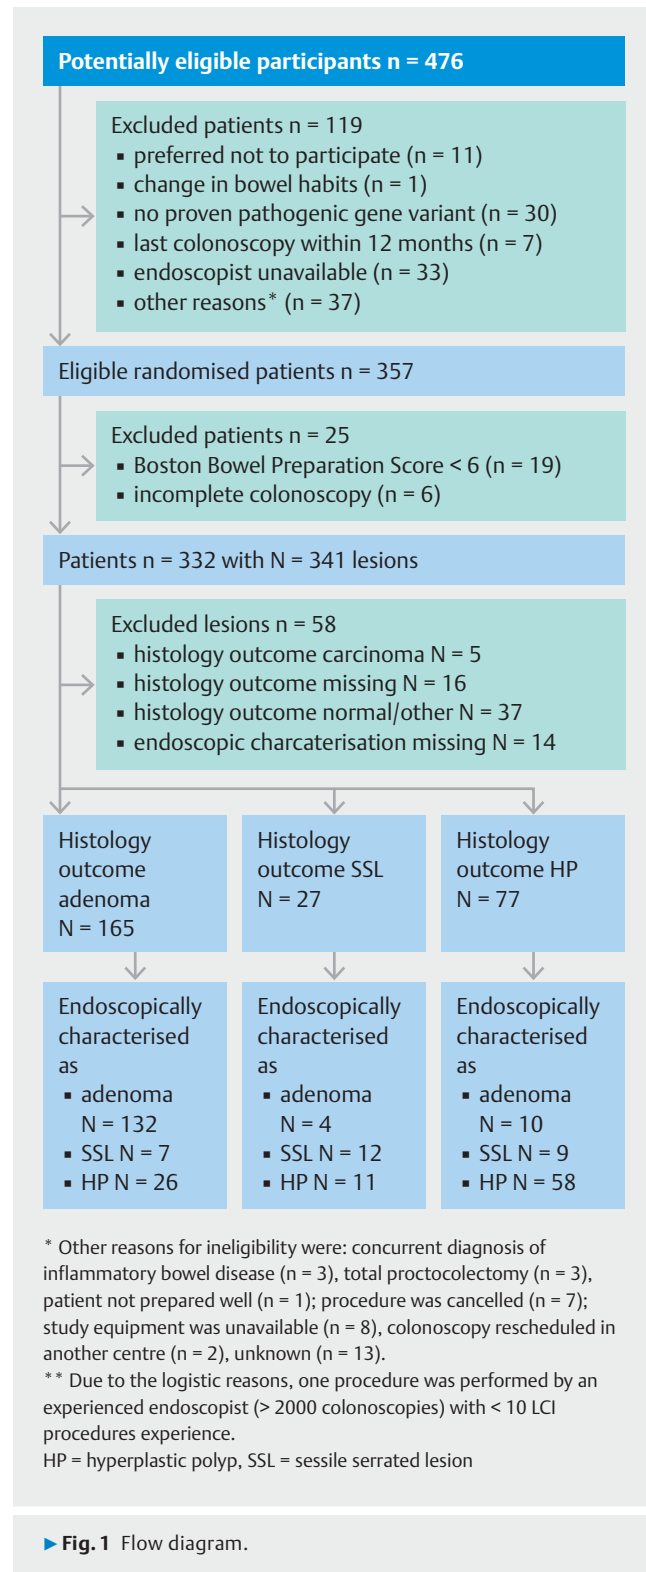 Potentially eligible participants n = 476
Excluded patients n = 119
▪ preferred not to participate (n = 11)
▪ change in bowel habits (n = 1)
▪ no proven pathogenic gene variant (n = 30)
▪ last colonoscopy within 12 months (n = 7)
▪ endoscopist unavailable (n = 33)
▪ other reasons* (n = 37)
Eligible randomised patients n = 357
Excluded patients n = 25
▪ Boston Bowel Preparation Score < 6 (n = 19)
▪ incomplete colonoscopy (n = 6)
Patients n = 332 with N = 341 lesions
Excluded lesions n = 58
▪ histology outcome carcinoma N = 5
▪ histology outcome missing N = 16
▪ histology outcome normal/other N = 37
▪ endoscopic charcaterisation missing N = 14
Histology
outcome
adenoma
N = 165
Histology
outcome SSL
N = 27
Histology
outcome HP
N = 77
Endoscopically
characterised
as
▪ adenoma
N = 132
▪ SSL N = 7
▪ HP N = 26
Endoscopically
characterised
as
▪ adenoma
N = 4
▪ SSL N = 12
▪ HP N = 11
Endoscopically
characterised
as
▪ adenoma
N = 10
▪ SSL N = 9
▪ HP N = 58
* Other reasons for ineligibility were: concurrent diagnosis of
inflammatory bowel disease (n = 3), total proctocolectomy (n = 3),
patient not prepared well (n = 1); procedure was cancelled (n = 7);
study equipment was unavailable (n = 8), colonoscopy rescheduled in
another centre (n = 2), unknown (n = 13).
** Due to the logistic reasons, one procedure was performed by an
experienced endoscopist (> 2000 colonoscopies) with < 10 LCI
procedures experience.
HP = hyperplastic polyp, SSL = sessile serrated lesion
▶ Fig. 1 Flow diagram.